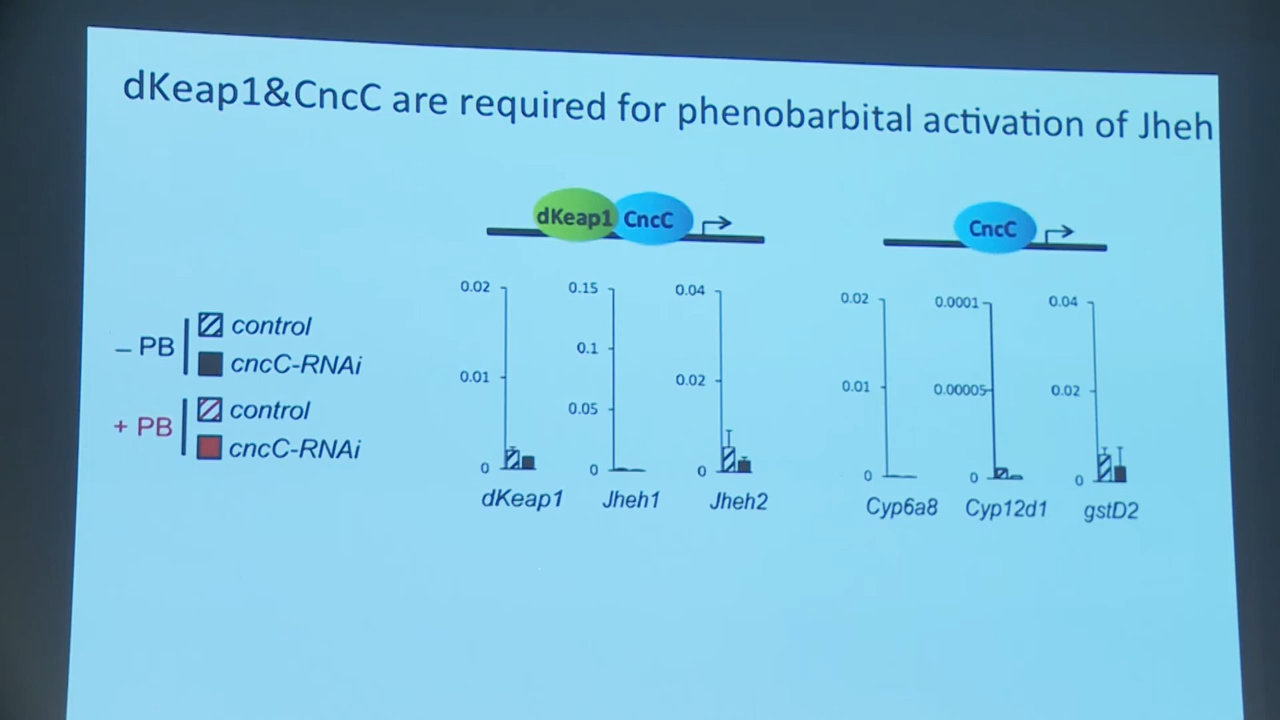 dKeap1&CncC are required for phenobarbital activation of Jheh
dKeap1 CncC
CncC
– PB
control
cncC-RNAi
+ PB
control
cncC-RNAi
0.02
0.01
0
dKeap1
0.15
0.1
0.05
0
Jheh1
0.04
0.02
0
Jheh2
0.02
0.01
0
Cyp6a8
0.0001
0.00005
0
Cyp12d1
0.04
0.02
0
gstD2